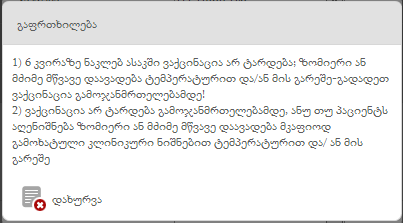 გაფრთხილება
1) 6 კვირაზე ნაკლებ ასაკში ვაქცინაცია არ ტარდება; ზომიერი ან
მძიმე მწვავე დაავადება ტემპერატურით და/ან მის გარეშე-გადადეთ
ვაქცინაცია გამოჯანმრთელებამდე!
2) ვაქცინაცია არ ტარდება გამოჯანმრთელებამდე, ანუ თუ პაციენტს
აღენიშნება ზომიერი ან მძიმე მწვავე დაავადება მკაფიოდ
გამოხატული კლინიკური ნიშნებით ტემპერატურით და/ ან მის
გარეშე
დახურვა